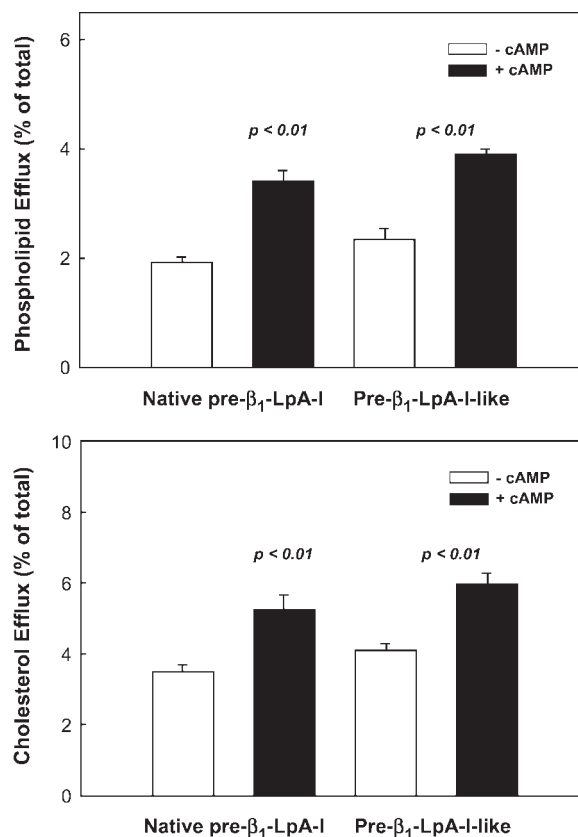 Phospholipid Efflux (% of total)
6
4
2
0
- cAMP
+ cAMP
p < 0.01
p < 0.01
Native pre-β₁-LpA-I
Pre-β₁-LpA-I-like
Cholesterol Efflux (% of total)
10
8
6
4
2
0
- cAMP
+ cAMP
p < 0.01
p < 0.01
Native pre-β₁-LpA-I
Pre-β₁-LpA-I-like